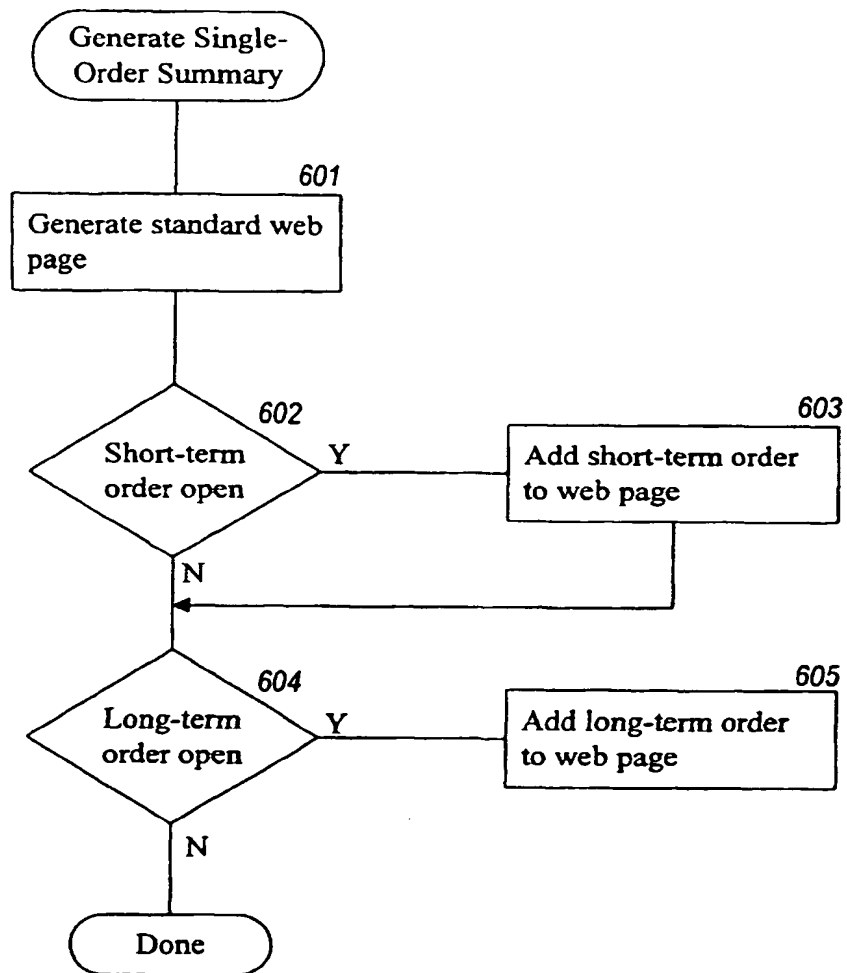 Generate Single-
Order Summary
601
Generate standard web
page
602
Short-term
order open
Y
N
603
Add short-term order
to web page
604
Long-term
order open
Y
N
605
Add long-term order
to web page
Done